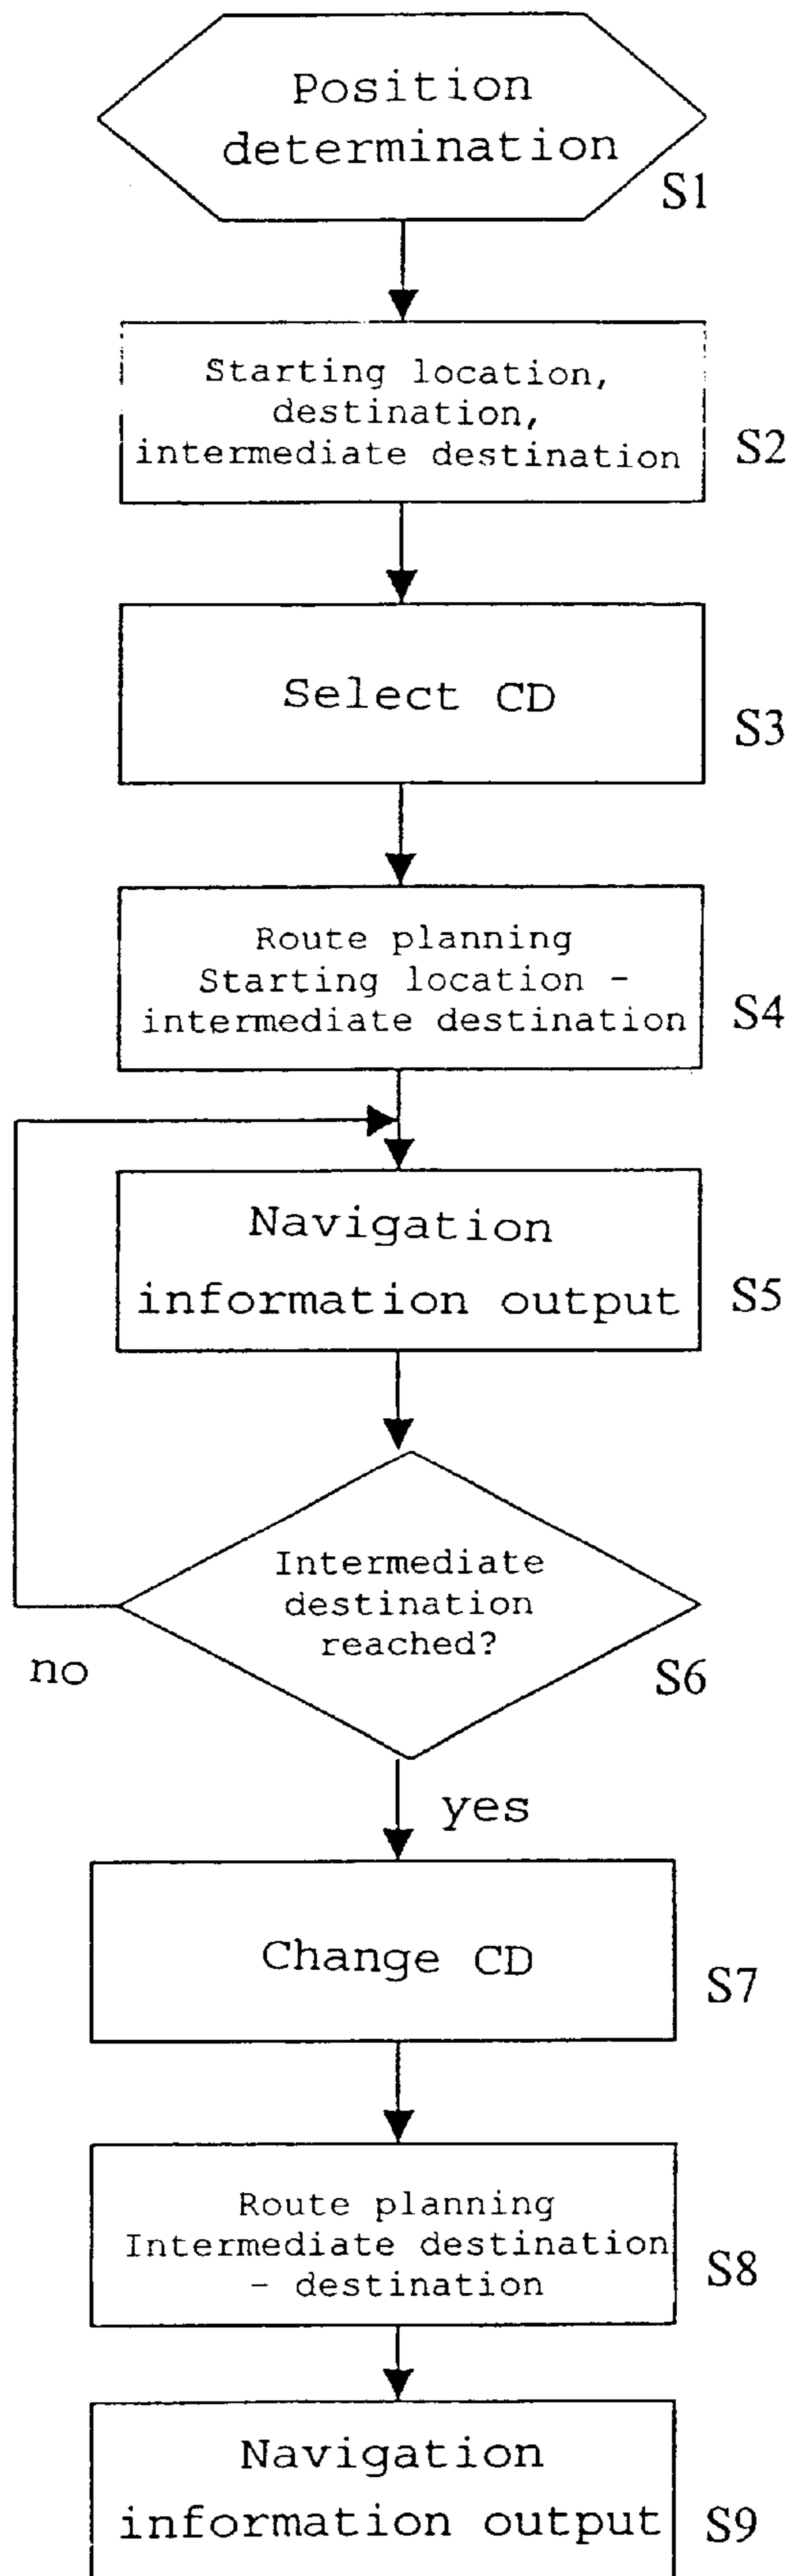 Position
determination
S1
Starting location,
destination,
intermediate destination
S2
Select CD
S3
Route planning
Starting location -
intermediate destination
S4
Navigation
information output
S5
Intermediate
destination
reached?
no
S6
yes
Change CD
S7
Route planning
Intermediate destination
- destination
S8
Navigation
information output
S9